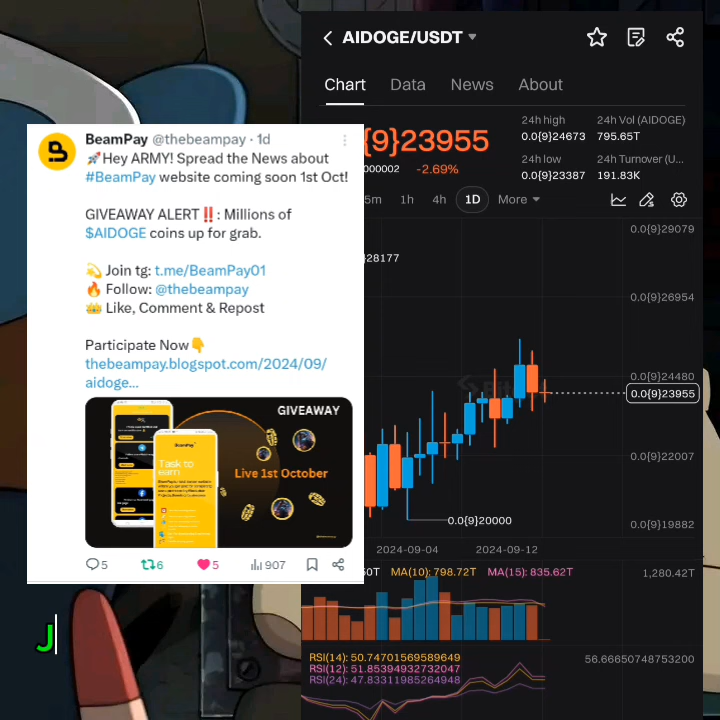 AIDOGE/USDT
Chart Data News About
{9}23955
000002 -2.69%
24h high
0.0{9}24673
24h Vol (AIDOGE)
795.65T
24h low
0.0{9}23387
24h Turnover (U...
191.83K
5m 1h 4h 1D More
0.0{9}29079
28177
0.0{9}26954
0.0{9}24480
0.0{9}23955
0.0{9}22007
0.0{9}20000
0.0{9}19882
2024-09-04 2024-09-12
60T MA(10): 798.72T MA(15): 835.62T
1,280.42T
RSI(14): 50.74701569589649
RSI(12): 51.85394932732047
RSI(24): 47.83311985264948
56.66650748753200
BeamPay @thebeampay · 1d
🚀Hey ARMY! Spread the News about
#BeamPay website coming soon 1st Oct!
GIVEAWAY ALERT‼️: Millions of
$AIDOGE coins up for grab.
💫 Join tg: t.me/BeamPay01
🔥 Follow: @thebeampay
👑 Like, Comment & Repost
Participate Now👇
thebeampay.blogspot.com/2024/09/
aidoge...
GIVEAWAY
BeamPay
Task to
earn
Live 1st October
5 6 5 907
J